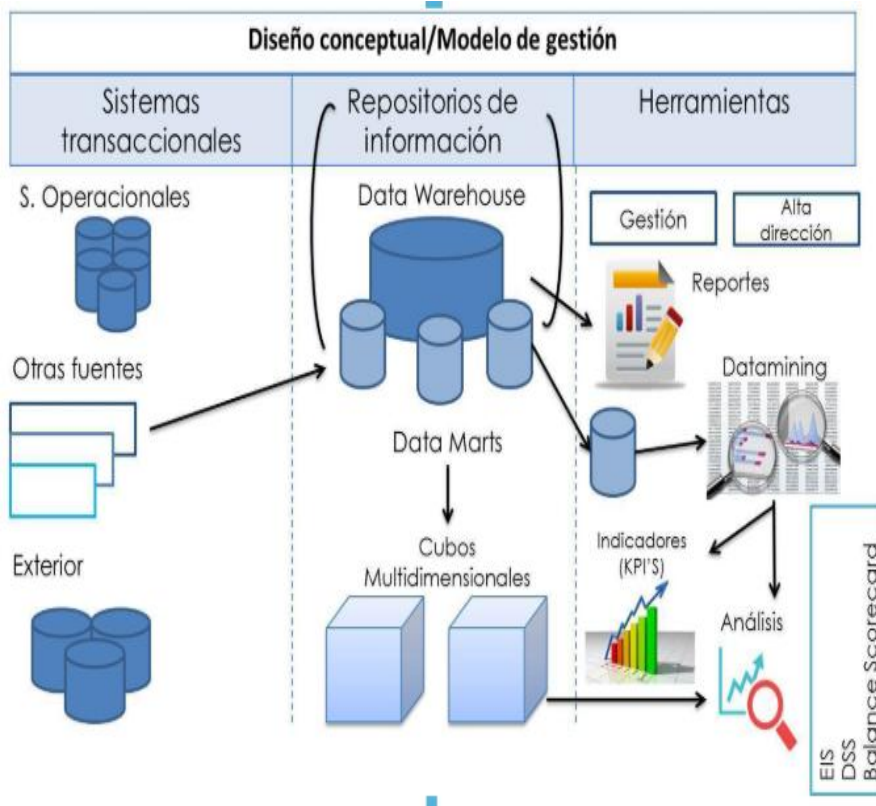 Diseño conceptual/Modelo de gestión
Sistemas
transaccionales
Repositorios de
información
Herramientas
S. Operacionales
Otras fuentes
Exterior
Data Warehouse
Data Marts
Cubos
Multidimensionales
Gestión
Alta
dirección
Reportes
Datamining
Indicadores
(KPI'S)
Análisis
EIS
DSS
Balance Scorecard